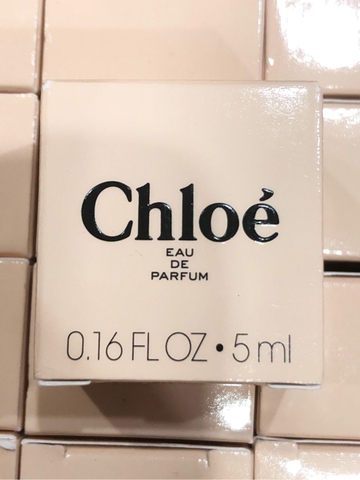 Chloé
EAU
DE
PARFUM
0.16 FL OZ • 5 ml